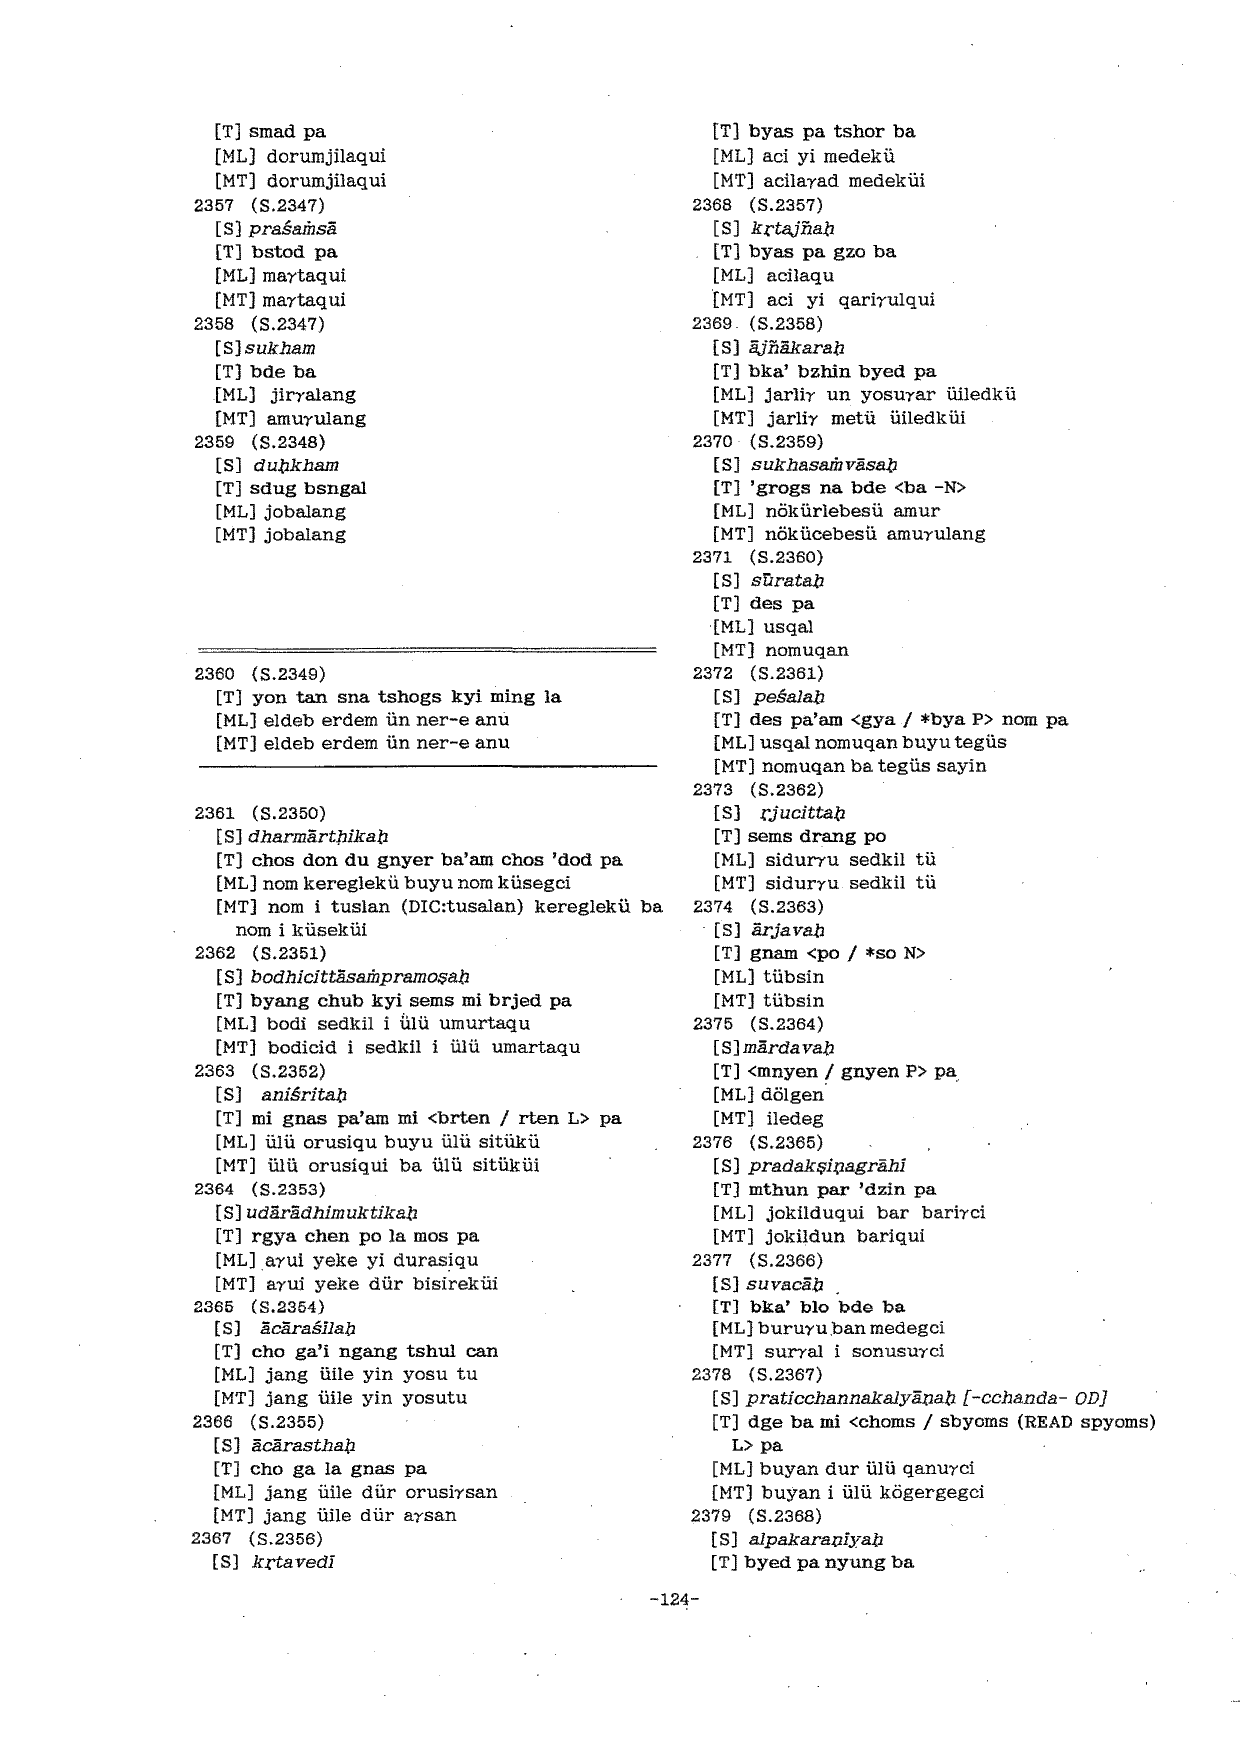 [T] smad pa
[ML] dorumjilaqui
[MT] dorumjilaqui
2357 (S.2347)
[S] praśaṁsā
[T] bstod pa
[ML] maγtaqui
[MT] maγtaqui
2358 (S.2347)
[S] sukham
[T] bde ba
[ML] jirγalang
[MT] amuγulang
2359 (S.2348)
[S] duḥkham
[T] sdug bsngal
[ML] jobalang
[MT] jobalang
2360 (S.2349)
[T] yon tan sna tshogs kyi ming la
[ML] eldeb erdem ün ner-e anu
[MT] eldeb erdem ün ner-e anu
2361 (S.2350)
[S] dharmārtḥikaḥ
[T] chos don du gnyer ba'am chos 'dod pa
[ML] nom kereglekü buyu nom küsegci
[MT] nom i tuslan (DIC:tusalan) kereglekü ba
nom i küseküi
2362 (S.2351)
[S] bodhicittāsaṁpramoṣaḥ
[T] byang chub kyi sems mi brjed pa
[ML] bodi sedkil i ülü umurtaqu
[MT] bodicid i sedkil i ülü umartaqu
2363 (S.2352)
[S] aniśritaḥ
[T] mi gnas pa'am mi <brten / rten L> pa
[ML] ülü orusiqu buyu ülü sitükü
[MT] ülü orusiqui ba ülü sitüküi
2364 (S.2353)
[S] udārādhimuktikaḥ
[T] rgya chen po la mos pa
[ML] aγui yeke yi durasiqu
[MT] aγui yeke dür bisireküi
2365 (S.2354)
[S] ācāraśīlaḥ
[T] cho ga'i ngang tshul can
[ML] jang üile yin yosu tu
[MT] jang üile yin yosutu
2366 (S.2355)
[S] ācārasthaḥ
[T] cho ga la gnas pa
[ML] jang üile dür orusiγsan
[MT] jang üile dür aγsan
2367 (S.2356)
[S] kṛtavedī
[T] byas pa tshor ba
[ML] aci yi medekü
[MT] acilaγad medeküi
2368 (S.2357)
[S] kṛtajñaḥ
[T] byas pa gzo ba
[ML] acilaqu
[MT] aci yi qariγulqui
2369 (S.2358)
[S] ājñākaraḥ
[T] bka' bzhin byed pa
[ML] jarliγ un yosuγar üiledkü
[MT] jarliγ metü üiledküi
2370 (S.2359)
[S] sukhasaṁvāsaḥ
[T] 'grogs na bde <ba -N>
[ML] nökürlebesü amur
[MT] nökücebesü amuγulang
2371 (S.2360)
[S] sūrataḥ
[T] des pa
[ML] usqal
[MT] nomuqan
2372 (S.2361)
[S] peśalaḥ
[T] des pa'am <gya / *bya P> nom pa
[ML] usqal nomuqan buyu tegüs
[MT] nomuqan ba tegüs sayin
2373 (S.2362)
[S] ṛjucittaḥ
[T] sems drang po
[ML] sidurγu sedkil tü
[MT] sidurγu sedkil tü
2374 (S.2363)
[S] ārjavaḥ
[T] gnam <po / *so N>
[ML] tübsin
[MT] tübsin
2375 (S.2364)
[S] mārdavaḥ
[T] <mnyen / gnyen P> pa
[ML] dölgen
[MT] iledeg
2376 (S.2365)
[S] pradakṣiṇagrāhī
[T] mthun par 'dzin pa
[ML] jokilduqui bar bariγci
[MT] jokildun bariqui
2377 (S.2366)
[S] suvacāḥ
[T] bka' blo bde ba
[ML] buruγu ban medegci
[MT] surγal i sonusuγci
2378 (S.2367)
[S] praticchannakalyāṇaḥ [-cchanda- OD]
[T] dge ba mi <choms / sbyoms (READ spyoms)
L> pa
[ML] buyan dur ülü qanuγci
[MT] buyan i ülü kögergegci
2379 (S.2368)
[S] alpakaraṇīyaḥ
[T] byed pa nyung ba
-124-